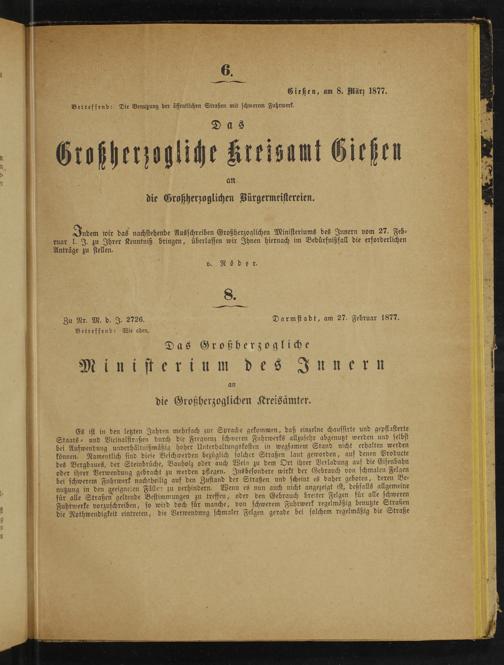 6.
Gießen, am 8. März 1877.
Betreffend: Die Benutzung der öffentlichen Straßen mit schwerem Fuhrwerk.
Das
Großherzogliche Kreisamt Gießen
an
die Großherzoglichen Bürgermeistereien.
Indem wir das nachstehende Ausschreiben Großherzoglichen Ministeriums des Innern vom 27. Feb-
ruar l. J. zu Ihrer Kenntniß bringen, überlassen wir Ihnen hiernach im Bedürfnißfall die erforderlichen
Anträge zu stellen.
v. Röder.
8.
Zu Nr. M. d. J. 2726.
Darmstadt, am 27. Februar 1877.
Betreffend: Wie oben.
Das Großherzogliche
Ministerium des Innern
an
die Großherzoglichen Kreisämter.
Es ist in den letzten Jahren mehrfach zur Sprache gekommen, daß einzelne chaussirte und gepflasterte
Staats- und Vicinalstraßen durch die Frequenz schweren Fuhrwerks allzusehr abgenutzt werden und selbst
bei Aufwendung unverhältnißmäßig hoher Unterhaltungskosten in wegsamem Stand nicht erhalten werden
können. Namentlich sind diese Beschwerden bezüglich solcher Straßen laut geworden, auf denen Producte
des Bergbaues, der Steinbrüche, Bauholz oder auch Wein zu dem Ort ihrer Verladung auf die Eisenbahn
oder ihrer Verwendung gebracht zu werden pflegen. Insbesondere wirkt der Gebrauch von schmalen Felgen
bei schwerem Fuhrwerk nachtheilig auf den Zustand der Straßen und scheint es daher geboten, deren Be-
nutzung in den geeigneten Fällen zu verhindern. Wenn es nun auch nicht angezeigt ist, deßfalls allgemeine
für alle Straßen geltende Bestimmungen zu treffen, oder den Gebrauch breiter Felgen für alle schweren
Fuhrwerke vorzuschreiben, so wird doch für manche, von schwerem Fuhrwerk regelmäßig benutzte Straßen
die Nothwendigkeit eintreten, die Verwendung schmaler Felgen gerade bei solchem regelmäßig die Straße